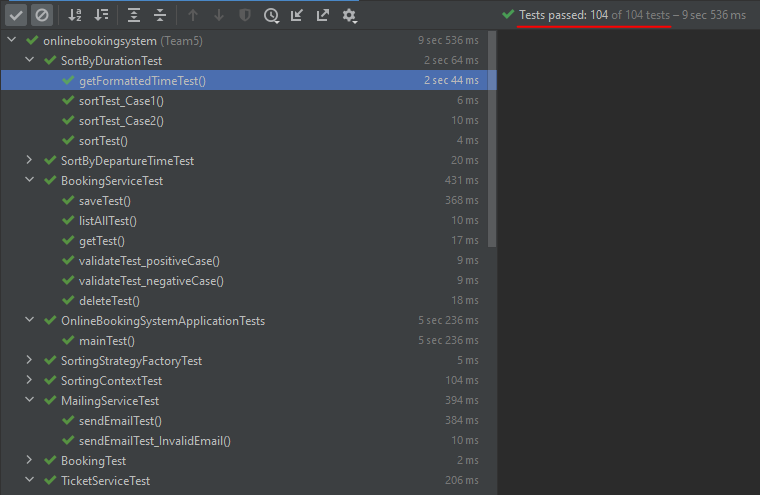 Tests passed: 104 of 104 tests – 9 sec 536 ms
onlinebookingsystem (Team5) 9 sec 536 ms
SortByDurationTest 2 sec 64 ms
getFormattedTimeTest() 2 sec 44 ms
sortTest_Case1() 6 ms
sortTest_Case2() 10 ms
sortTest() 4 ms
SortByDepartureTimeTest 20 ms
BookingServiceTest 431 ms
saveTest() 368 ms
listAllTest() 10 ms
getTest() 17 ms
validateTest_positiveCase() 9 ms
validateTest_negativeCase() 9 ms
deleteTest() 18 ms
OnlineBookingSystemApplicationTests 5 sec 236 ms
mainTest() 5 sec 236 ms
SortingStrategyFactoryTest 5 ms
SortingContextTest 104 ms
MailingServiceTest 394 ms
sendEmailTest() 384 ms
sendEmailTest_InvalidEmail() 10 ms
BookingTest 2 ms
TicketServiceTest 206 ms